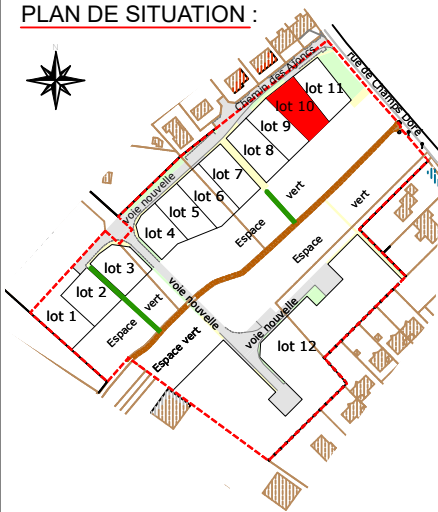 PLAN DE SITUATION :
N
rue de Champs Doré
Chemin des Ajoncs
lot 11
lot 10
lot 9
lot 8
lot 7
lot 6
lot 5
lot 4
voie nouvelle
lot 3
lot 2
lot 1
Espace vert
Espace vert
Espace vert
Espace vert
voie nouvelle
voie nouvelle
lot 12